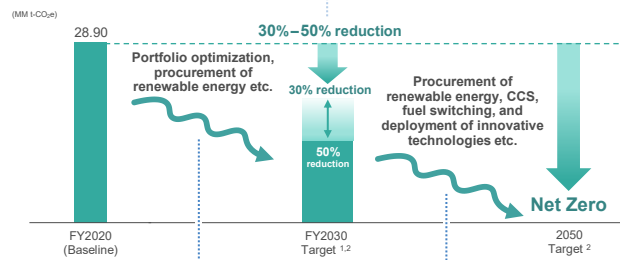 (MM t-CO₂e)
28.90
30%–50% reduction
Portfolio optimization,
procurement of
renewable energy etc.
30% reduction
50%
reduction
Procurement of
renewable energy, CCS,
fuel switching, and
deployment of innovative
technologies etc.
Net Zero
FY2020
(Baseline)
FY2030
Target ¹,²
2050
Target ²